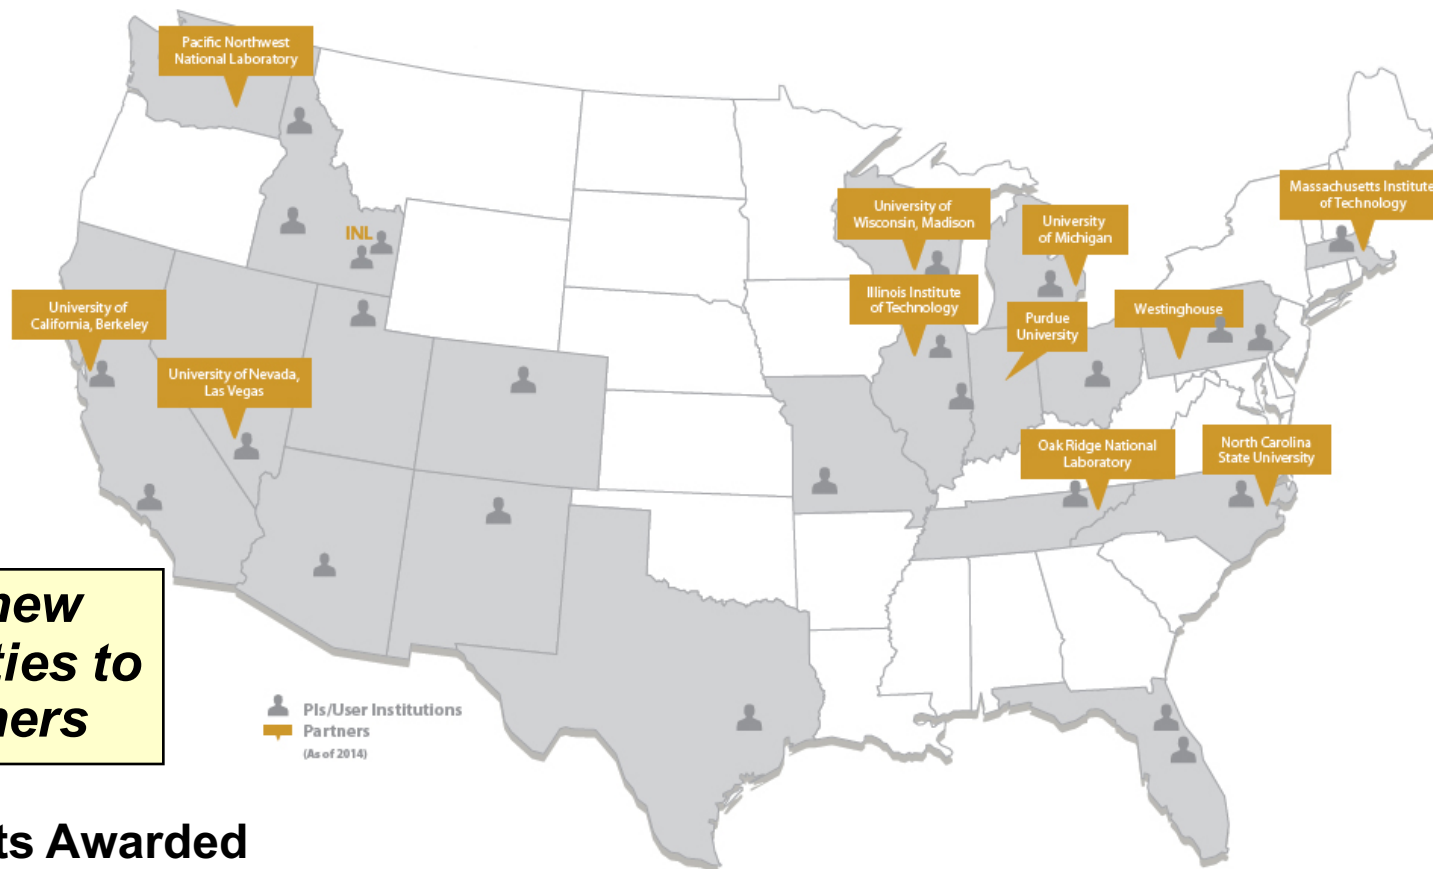 Pacific Northwest
National Laboratory
INL
University of
Wisconsin, Madison
University
of Michigan
Massachusetts Institute
of Technology
University of
California, Berkeley
Illinois Institute
of Technology
Purdue
University
Westinghouse
University of Nevada,
Las Vegas
Oak Ridge National
Laboratory
North Carolina
State University
new
ties to
ners
PIs/User Institutions
Partners
(As of 2014)
ts Awarded